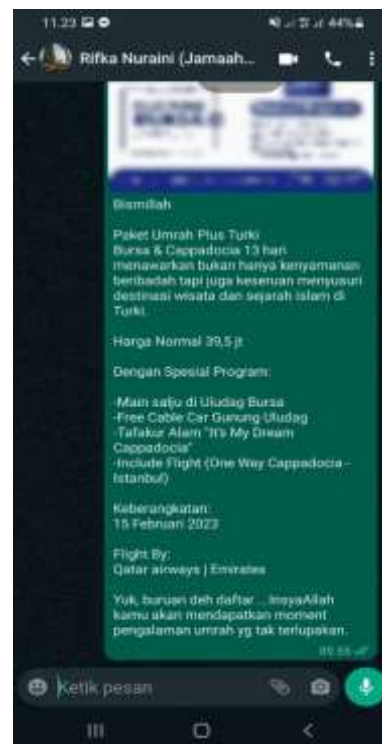 11.23
44%
Rifka Nuraini (Jamaah...
Bismillah
Paket Umrah Plus Turki
Bursa & Cappadocia 13 hari
menawarkan bukan hanya kenyamanan
beribadah tapi juga keseruan menyusuri
destinasi wisata dan sejarah islam di
Turki.
Harga Normal 39,5 jt
Dengan Spesial Program:
-Main salju di Uludag Bursa
-Free Cable Car Gunung Uludag
-Tafakur Alam "It's My Dream
Cappadocia"
-Include Flight (One Way Cappadocia -
Istanbul)
Keberangkatan:
15 Februari 2023
Flight By:
Qatar airways | Emirates
Yuk, buruan deh daftar ... InsyaAllah
kamu akan mendapatkan moment
pengalaman umrah yg tak terlupakan.
Ketik pesan